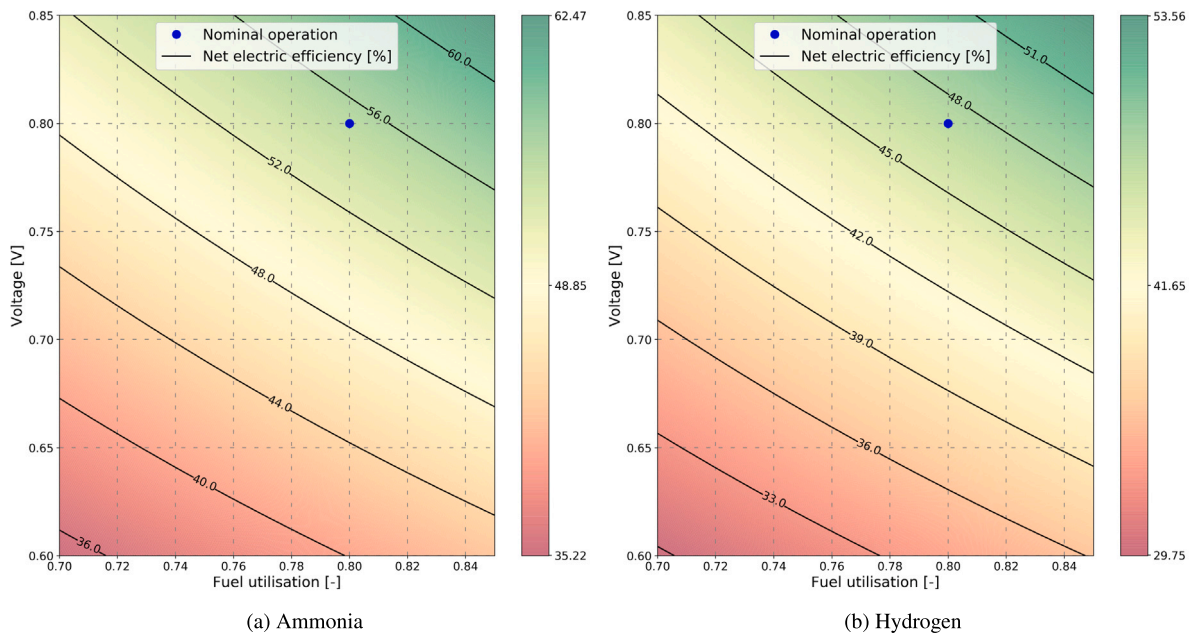 0.85
0.80
0.75
0.70
0.65
0.60
Voltage [V]
Nominal operation
Net electric efficiency [%]
60.0
56.0
52.0
48.0
44.0
40.0
36.0
0.70 0.72 0.74 0.76 0.78 0.80 0.82 0.84
Fuel utilisation [-]
62.47
48.85
35.22
(a) Ammonia
0.85
0.80
0.75
0.70
0.65
0.60
Voltage [V]
Nominal operation
Net electric efficiency [%]
51.0
48.0
45.0
42.0
39.0
36.0
33.0
0.70 0.72 0.74 0.76 0.78 0.80 0.82 0.84
Fuel utilisation [-]
53.56
41.65
29.75
(b) Hydrogen